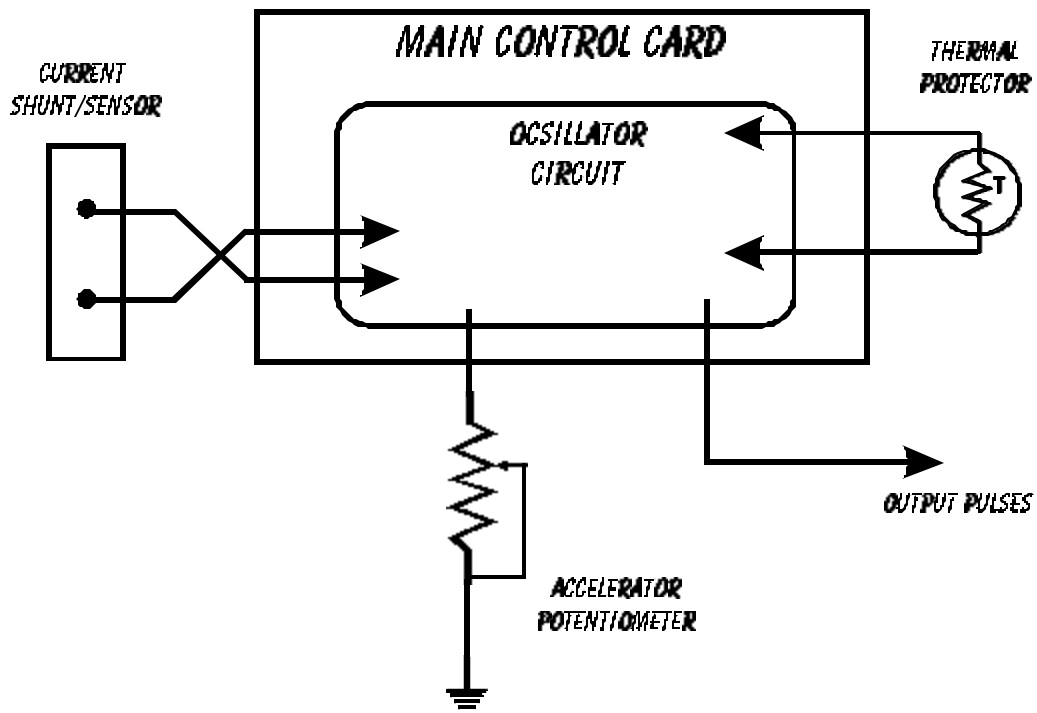 MAIN CONTROL CARD
CURRENT
SHUNT/SENSOR
THERMAL
PROTECTOR
OCSILLATOR
CIRCUIT
T
OUTPUT PULSES
ACCELERATOR
POTENTIOMETER